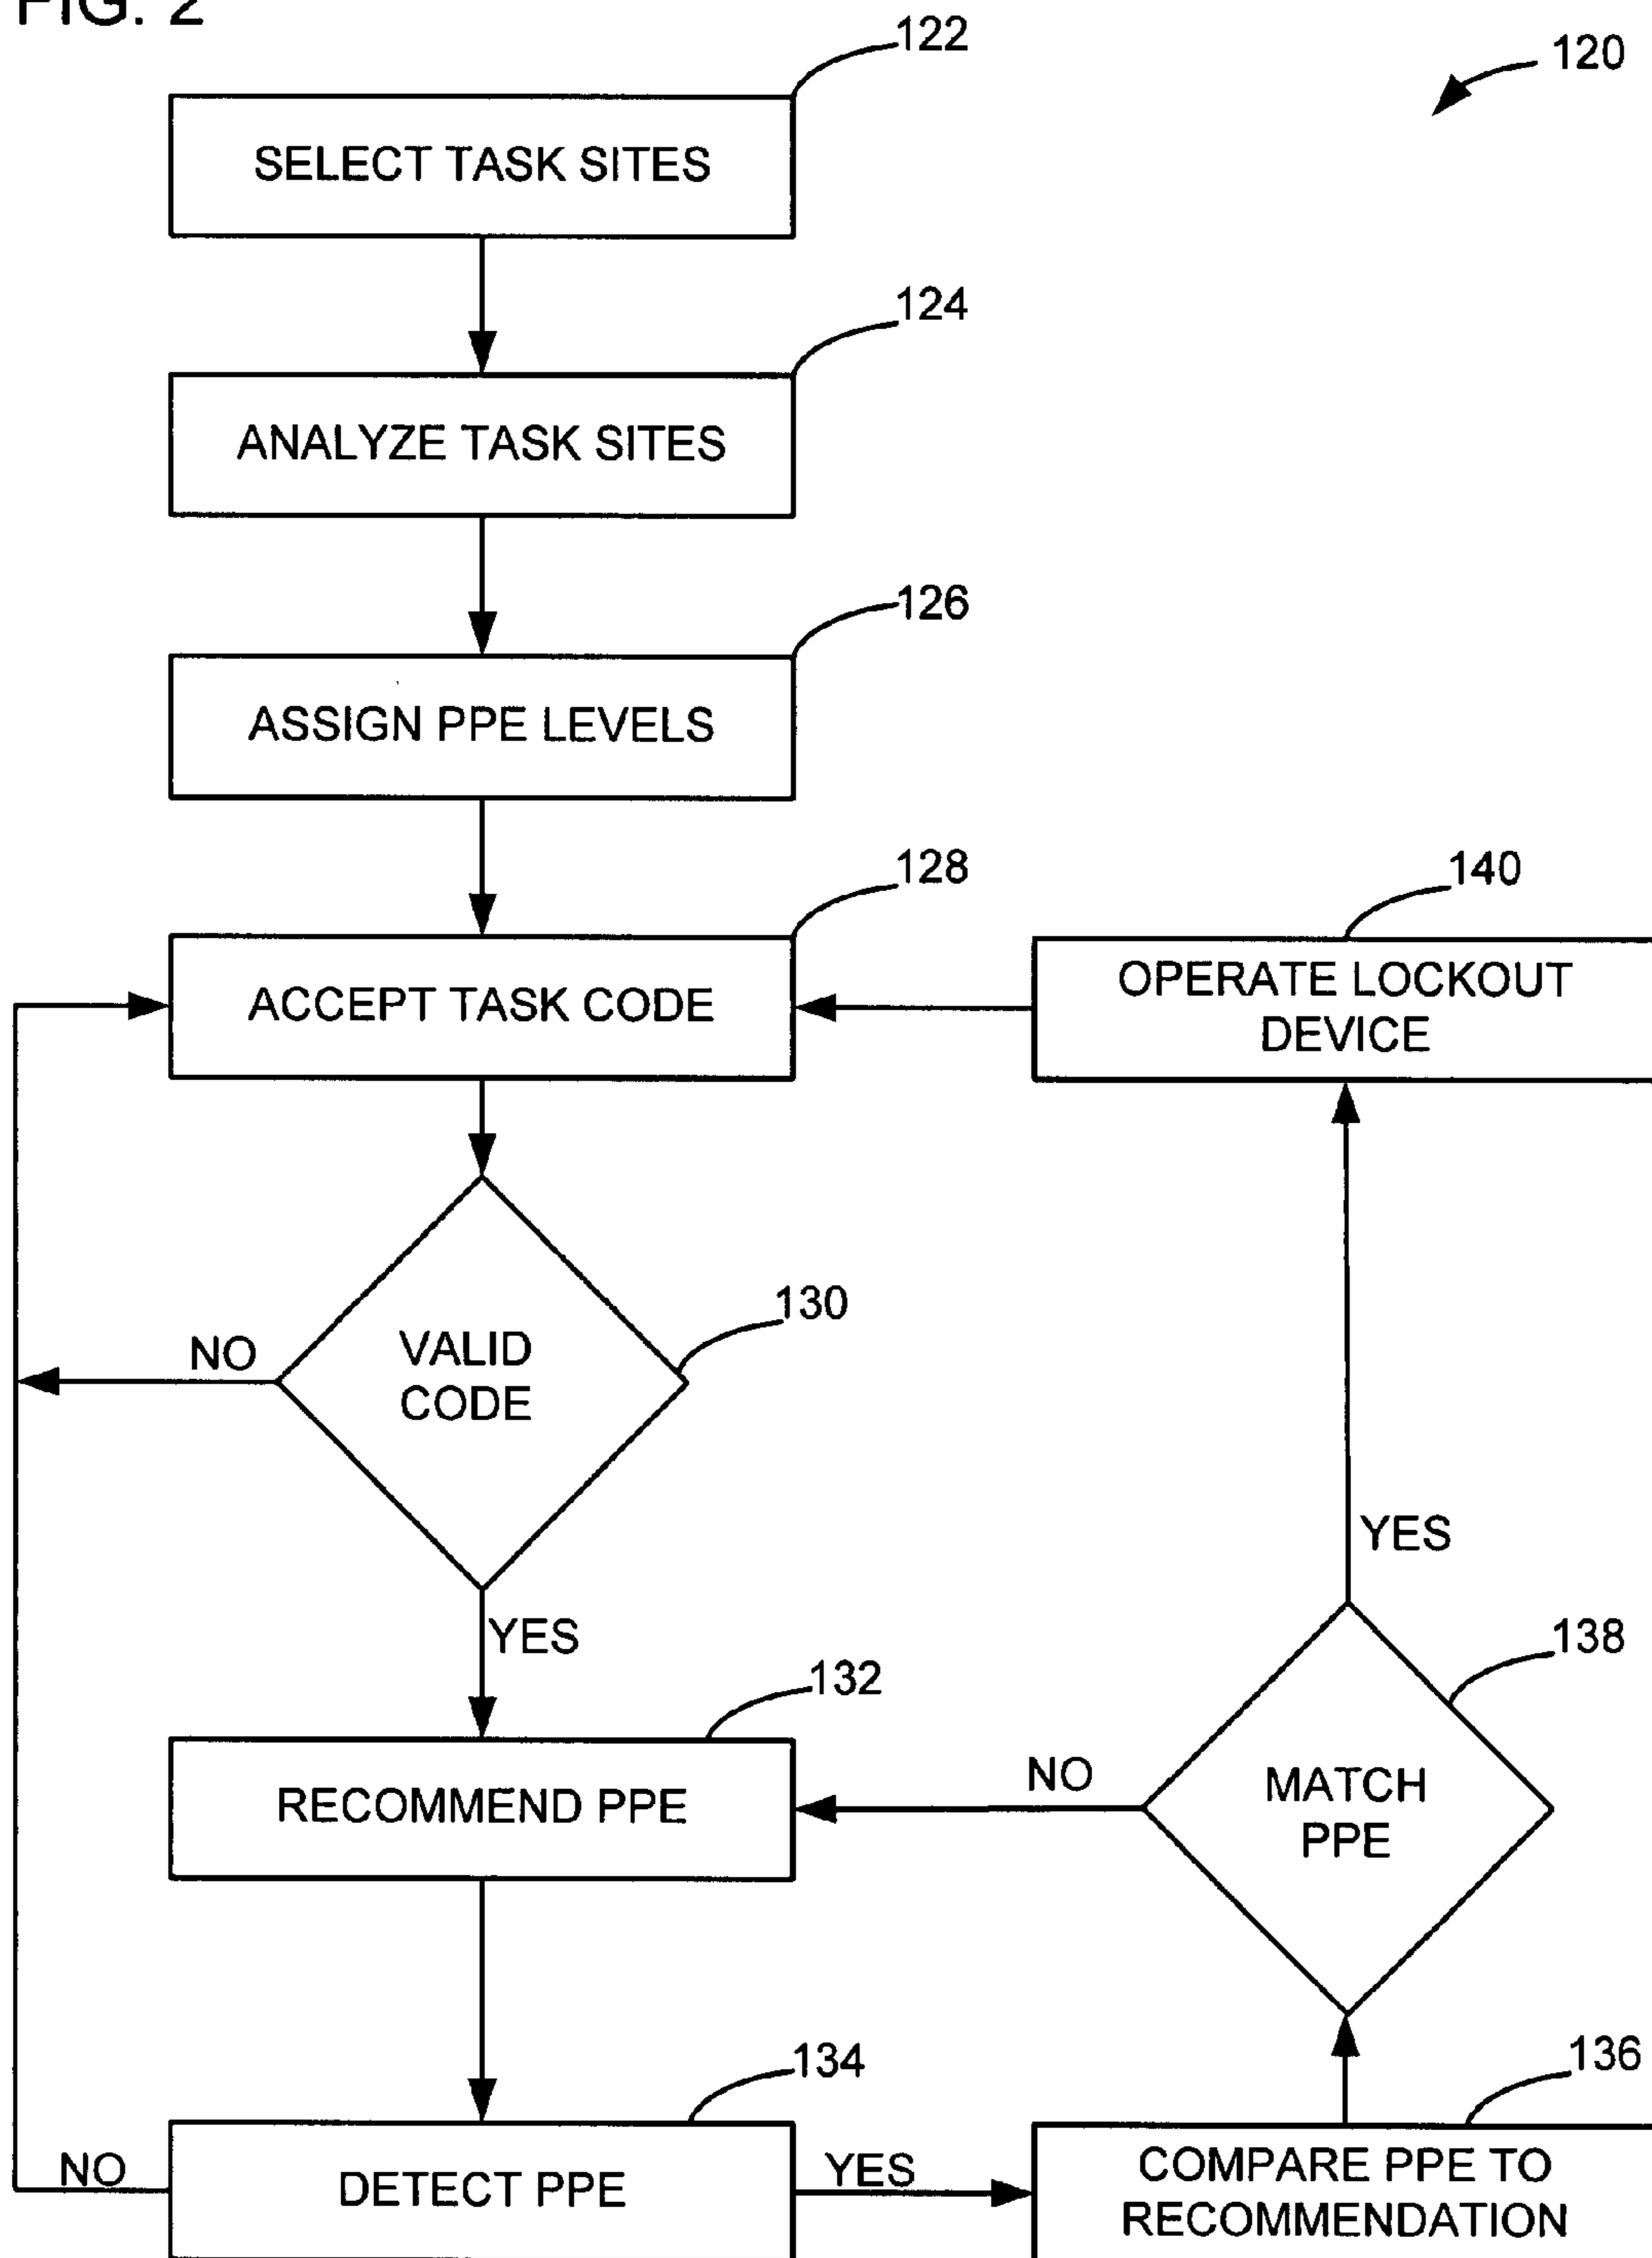 FIG. 2
122
120
SELECT TASK SITES
124
ANALYZE TASK SITES
126
ASSIGN PPE LEVELS
128
140
ACCEPT TASK CODE
OPERATE LOCKOUT
DEVICE
130
NO
VALID
CODE
YES
YES
138
132
NO
RECOMMEND PPE
MATCH
PPE
134
136
NO
DETECT PPE
YES
COMPARE PPE TO
RECOMMENDATION